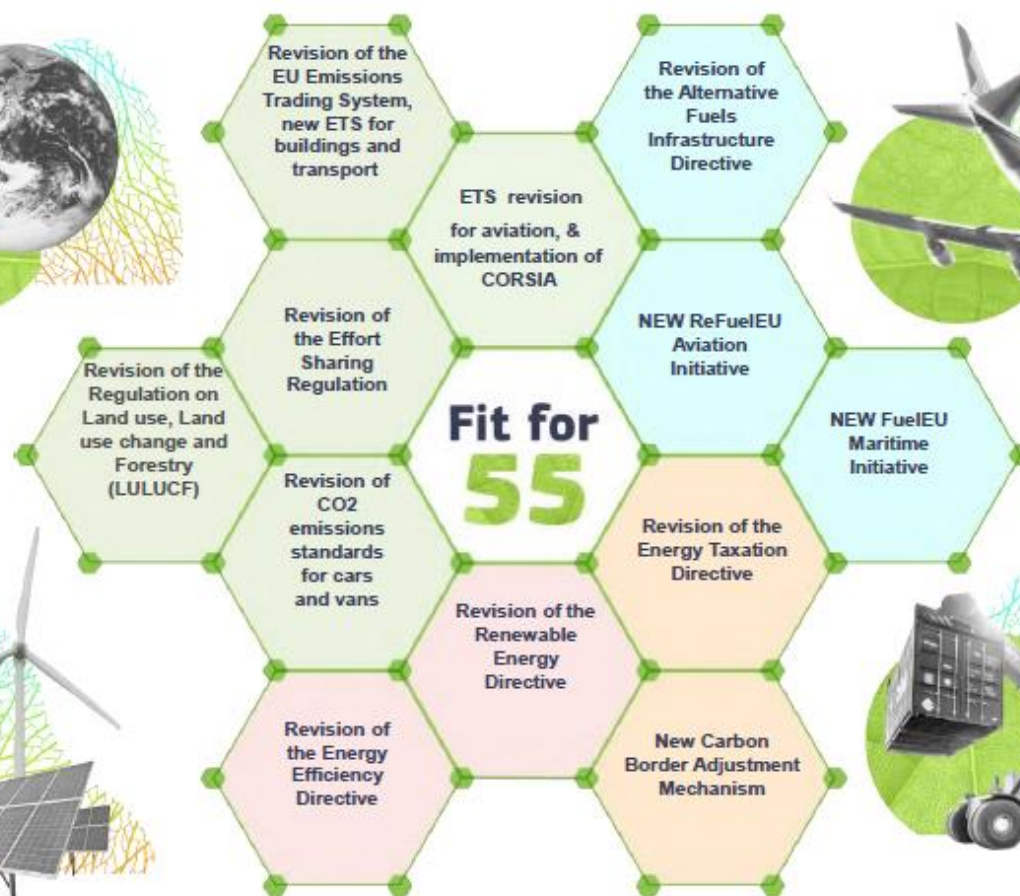 Revision of the
EU Emissions
Trading System,
new ETS for
buildings and
transport
Revision of
the Alternative
Fuels
Infrastructure
Directive
ETS revision
for aviation, &
implementation of
CORSIA
Revision of
the Effort
Sharing
Regulation
NEW ReFuelEU
Aviation
Initiative
Revision of the
Regulation on
Land use, Land
use change and
Forestry
(LULUCF)
Fit for
55
NEW FuelEU
Maritime
Initiative
Revision of
CO2
emissions
standards
for cars
and vans
Revision of the
Energy Taxation
Directive
Revision of the
Renewable
Energy
Directive
Revision of
the Energy
Efficiency
Directive
New Carbon
Border Adjustment
Mechanism